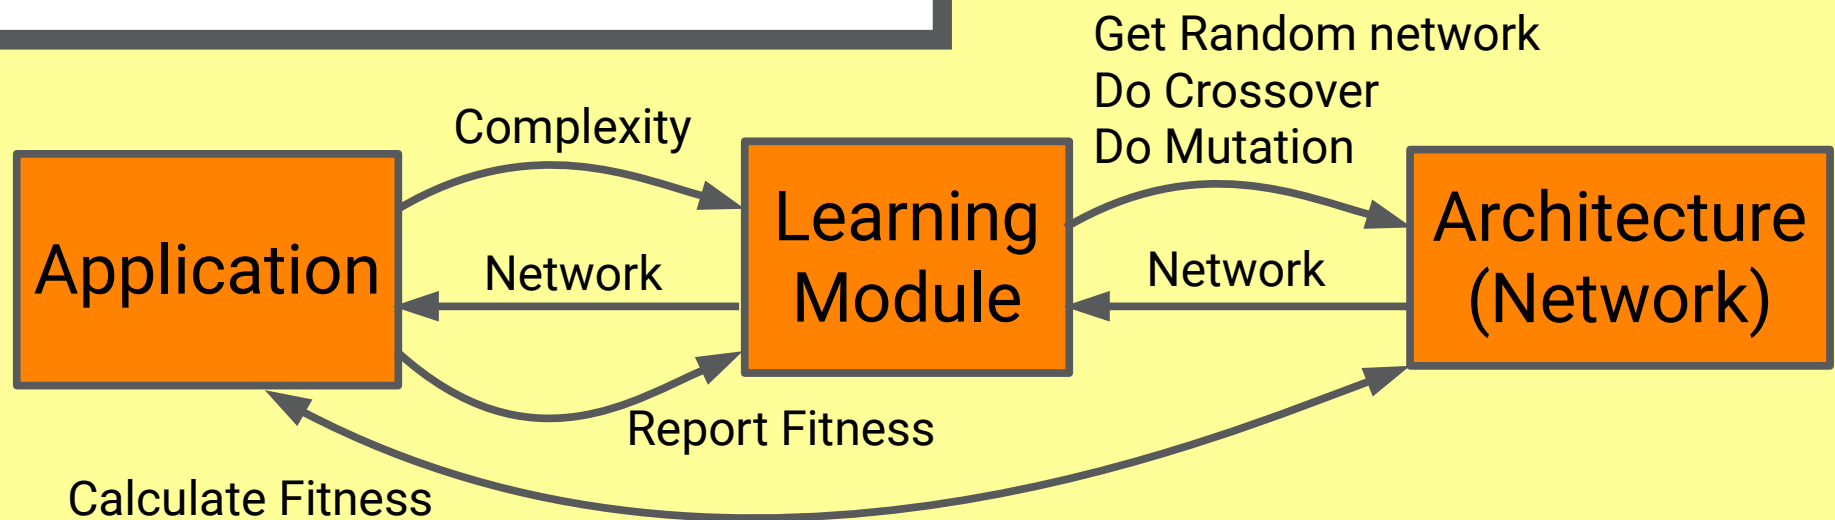 Get Random network
Do Crossover
Do Mutation
Complexity
Application
Network
Learning
Module
Network
Architecture
(Network)
Report Fitness
Calculate Fitness